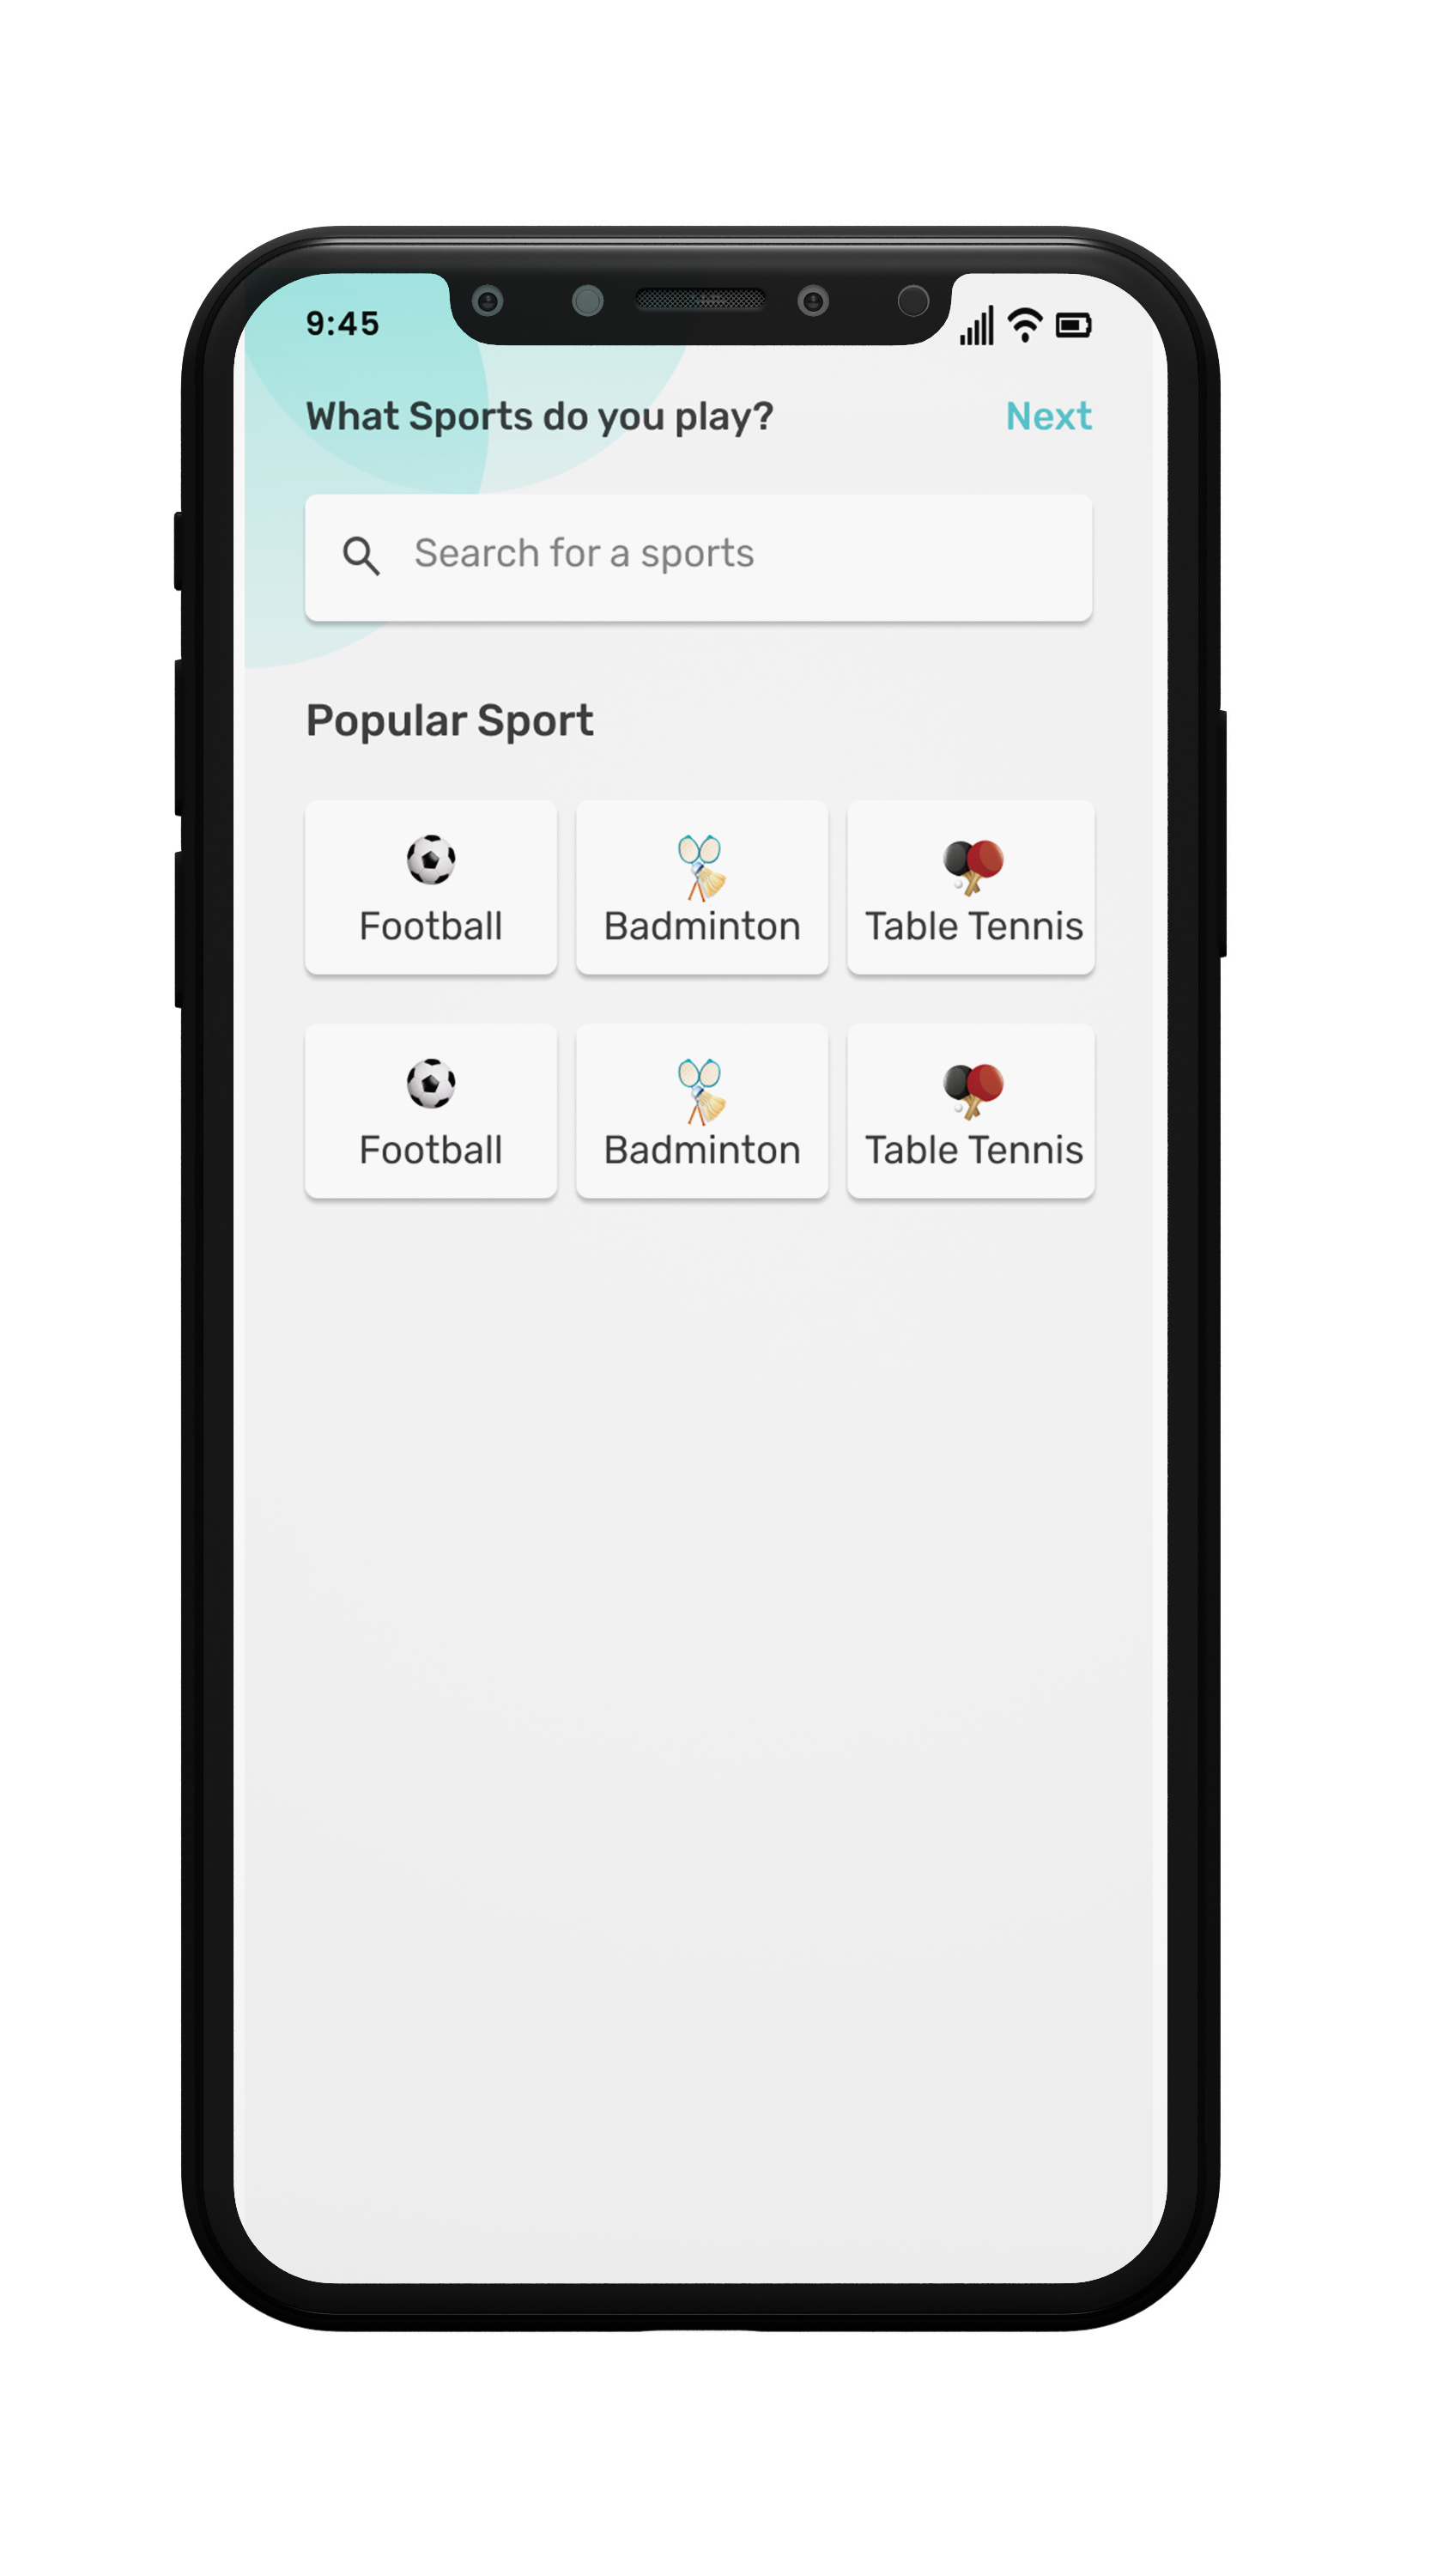 9:45
What Sports do you play? Next
Search for a sports
Popular Sport
Football Badminton Table Tennis
Football Badminton Table Tennis